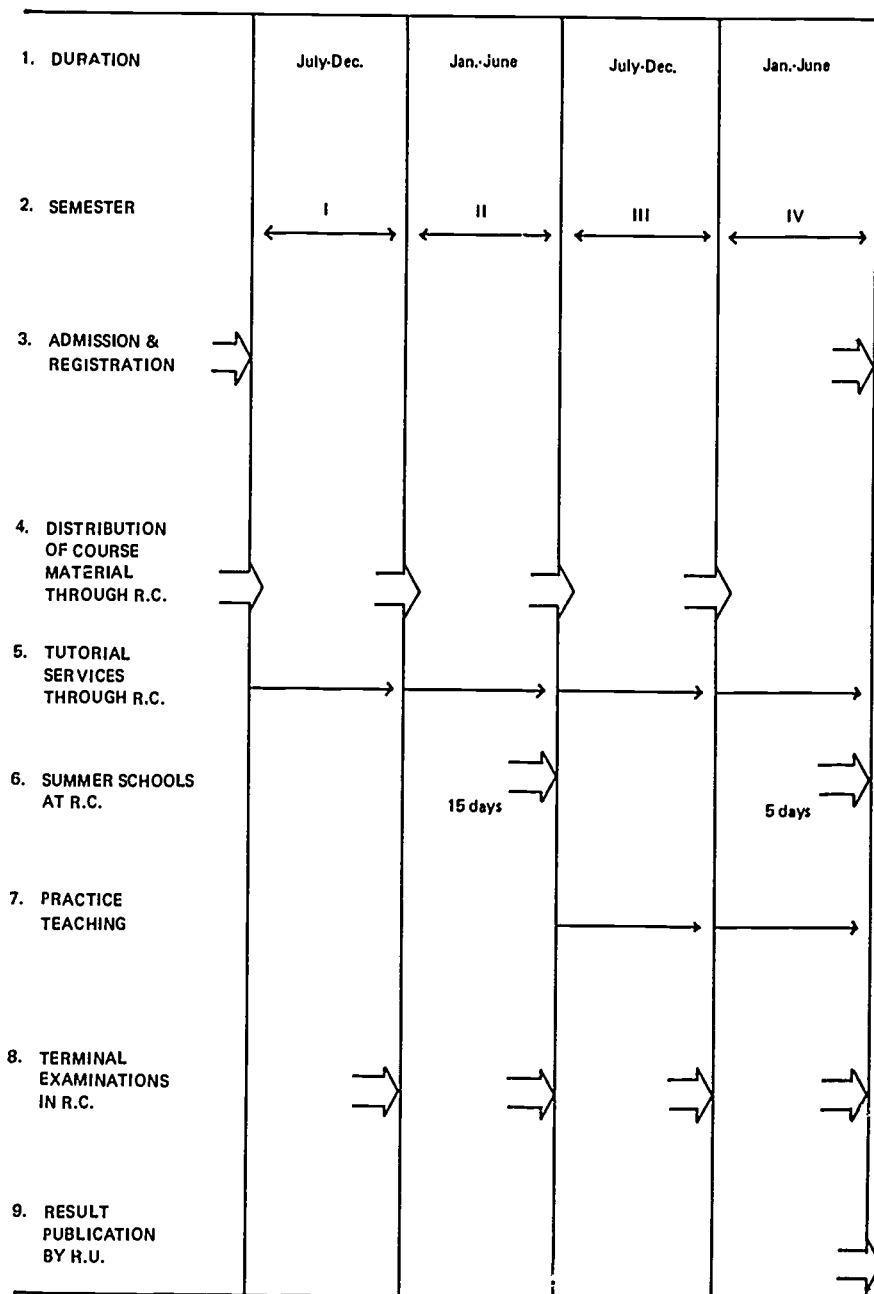 1. DURATION July-Dec. Jan.-June July-Dec. Jan.-June
2. SEMESTER I II III IV
3. ADMISSION &
REGISTRATION
4. DISTRIBUTION
OF COURSE
MATERIAL
THROUGH R.C.
5. TUTORIAL
SERVICES
THROUGH R.C.
6. SUMMER SCHOOLS
AT R.C.
15 days 5 days
7. PRACTICE
TEACHING
8. TERMINAL
EXAMINATIONS
IN R.C.
9. RESULT
PUBLICATION
BY R.U.